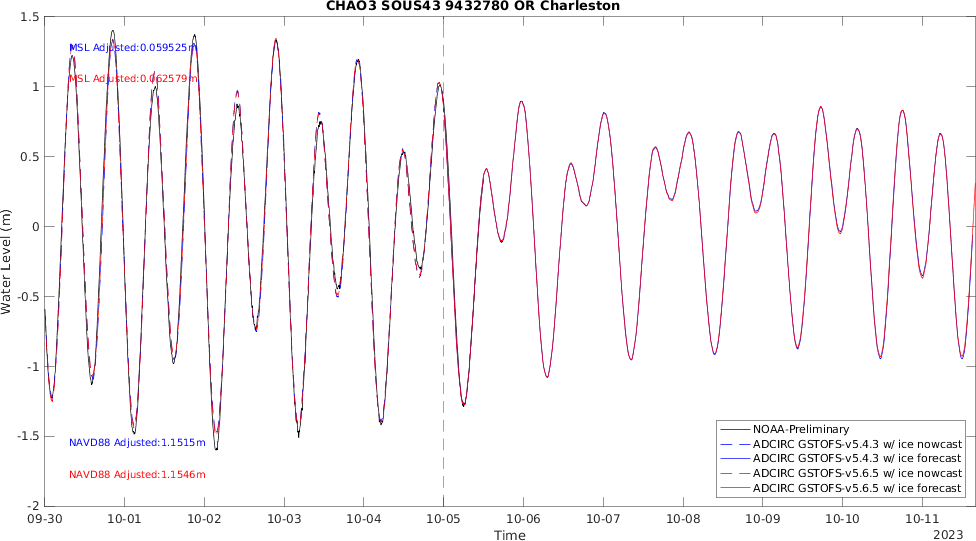 CHAO3 SOUS43 9432780 OR Charleston
MSL Adjusted:0.059525m
MSL Adjusted:0.062579m
NAVD88 Adjusted:1.1515m
NAVD88 Adjusted:1.1546m
Water Level (m)
1.5
1
0.5
0
-0.5
-1
-1.5
-2
NOAA-Preliminary
ADCIRC GSTOFS-v5.4.3 w/ ice nowcast
ADCIRC GSTOFS-v5.4.3 w/ ice forecast
ADCIRC GSTOFS-v5.6.5 w/ ice nowcast
ADCIRC GSTOFS-v5.6.5 w/ ice forecast
09-30 10-01 10-02 10-03 10-04 10-05 10-06 10-07 10-08 10-09 10-10 10-11
Time
2023